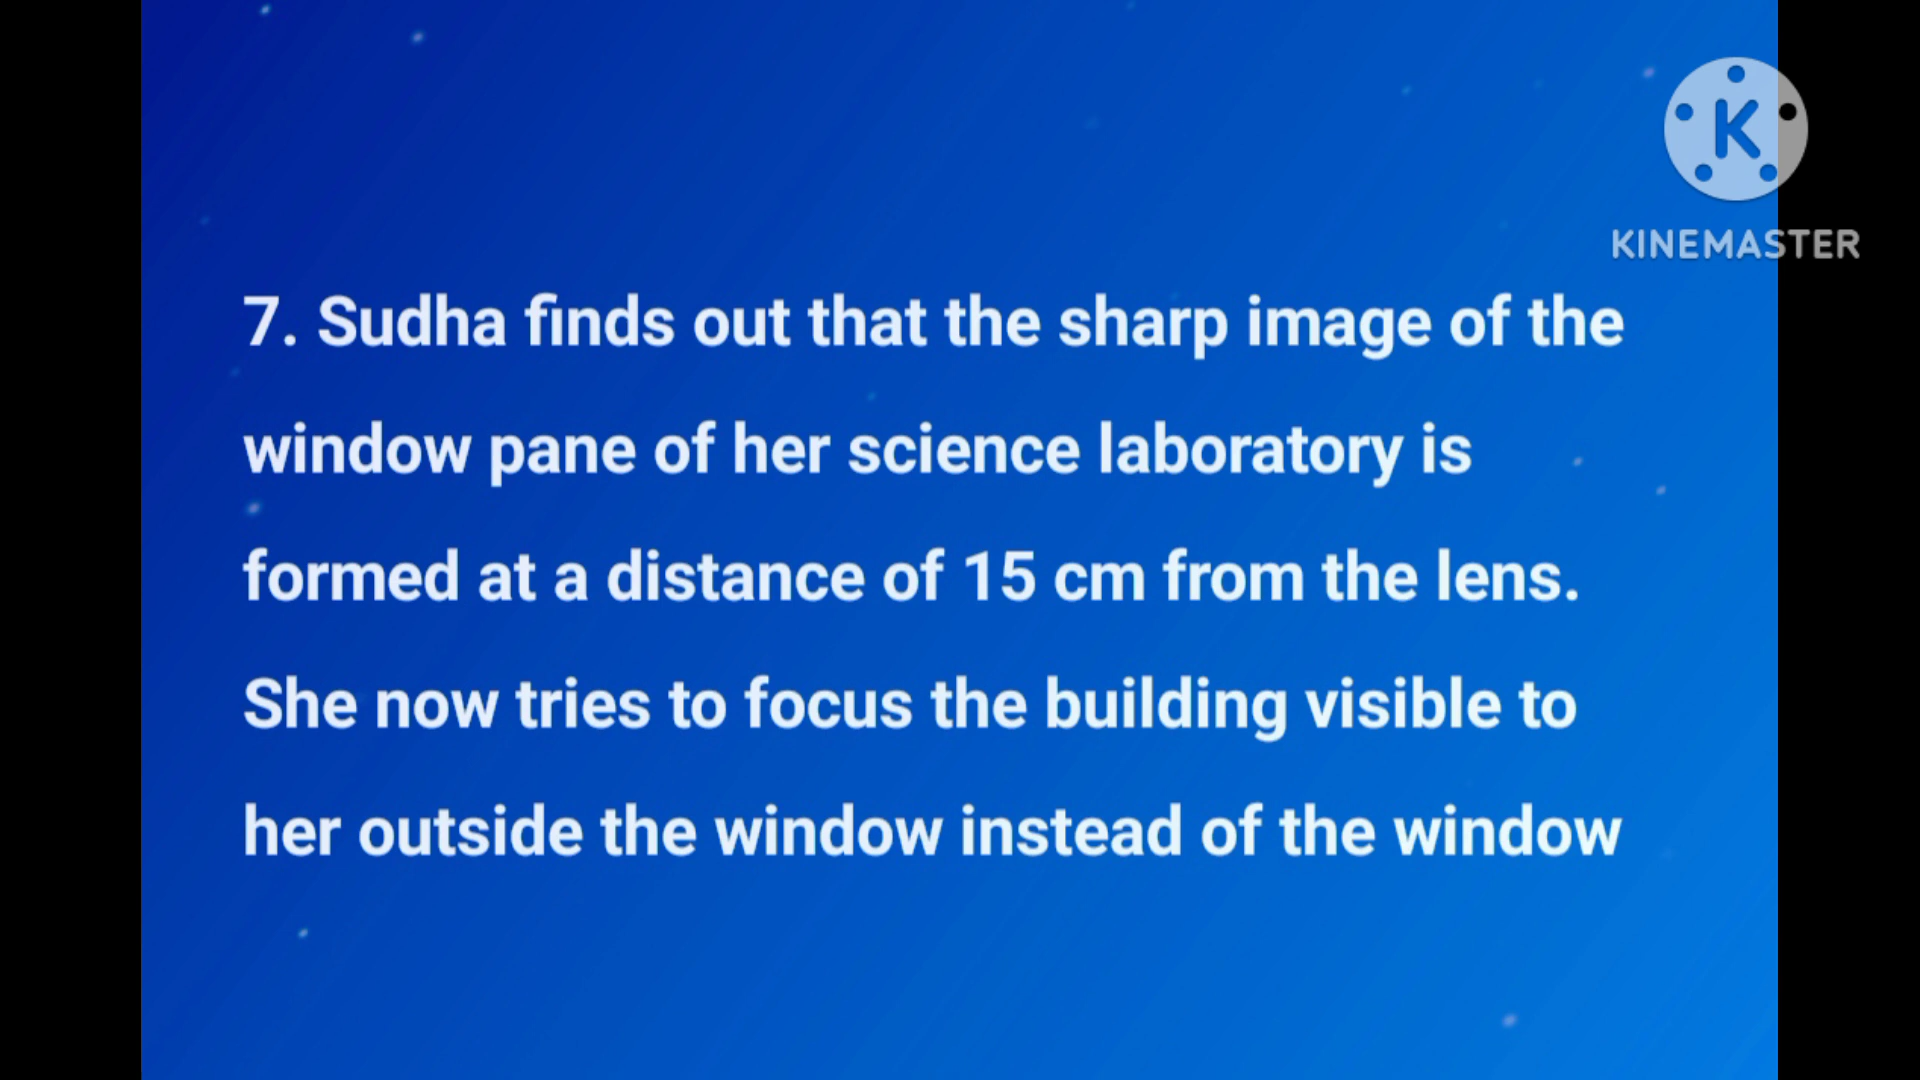 K
KINEMASTER
7. Sudha finds out that the sharp image of the
window pane of her science laboratory is
formed at a distance of 15 cm from the lens.
She now tries to focus the building visible to
her outside the window instead of the window